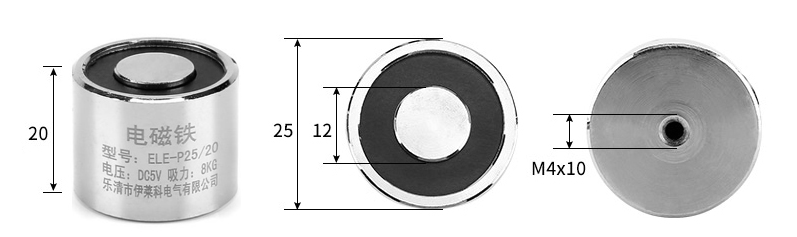 20
电磁铁
型号: ELE-P25/20
电压: DC5V 吸力: 8KG
乐清市伊莱科电气有限公司
25
12
M4x10